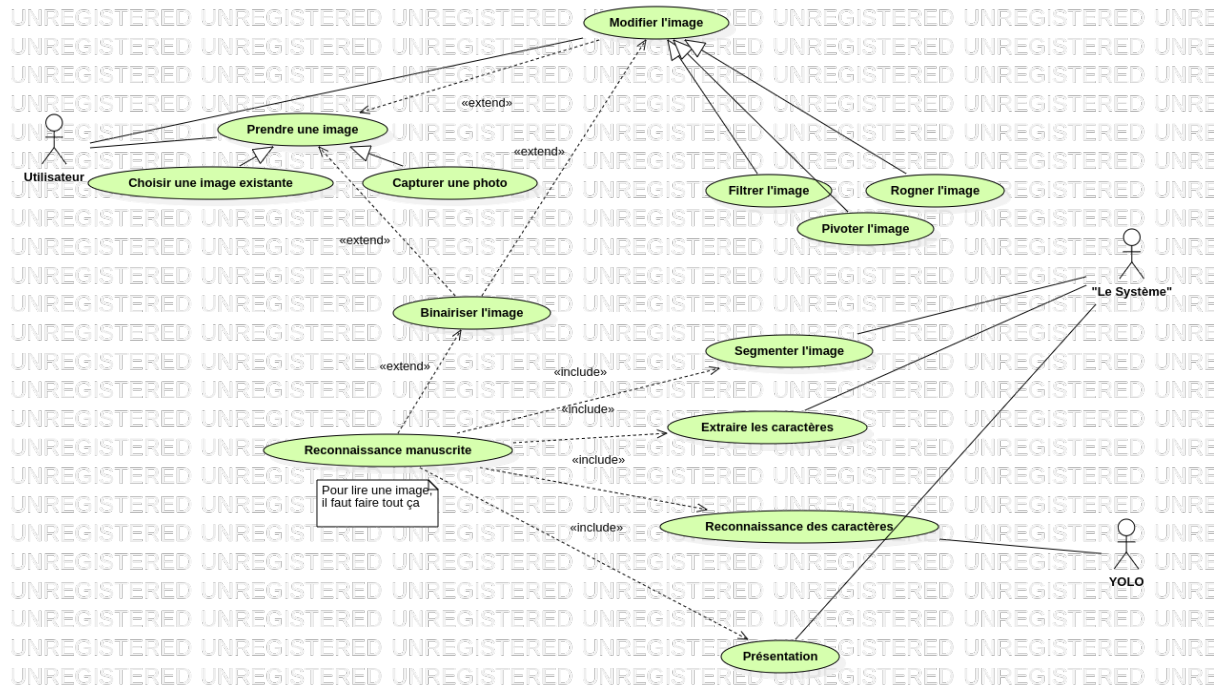 Modifier l'image
«extend»
Prendre une image
Utilisateur
Choisir une image existante
Capturer une photo
«extend»
Filtrer l'image
Rogner l'image
Pivoter l'image
«extend»
"Le Système"
Binairiser l'image
Segmenter l'image
«extend»
«include»
«include»
Extraire les caractères
Reconnaissance manuscrite
«include»
Pour lire une image,
il faut faire tout ça
«include»
Reconnaissance des caractères
YOLO
Présentation
UNREGISTERED